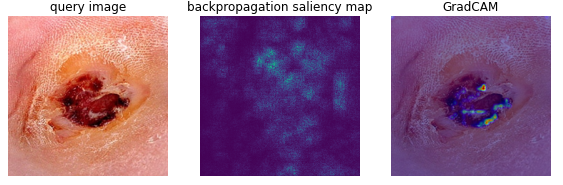 query image
backpropagation saliency map
GradCAM